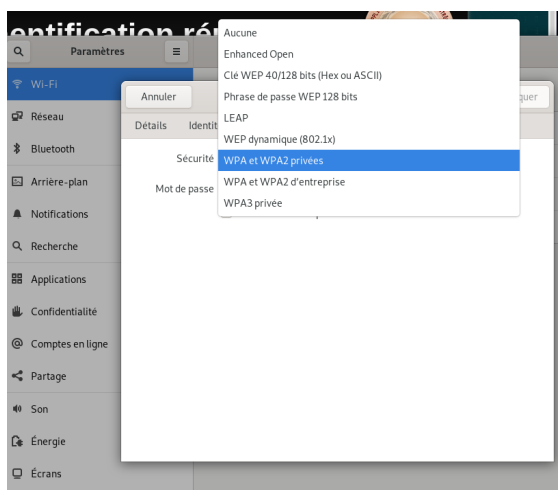 Aucune
Paramètres
Enhanced Open
Clé WEP 40/128 bits (Hex ou ASCII)
Wi-Fi
Annuler
Phrase de passe WEP 128 bits
Réseau
LEAP
Détails
WEP dynamique (802.1x)
Bluetooth
Sécurité
WPA et WPA2 privées
Arrière-plan
Mot de passe
WPA et WPA2 d'entreprise
WPA3 privée
Notifications
Recherche
Applications
Confidentialité
Comptes en ligne
Partage
Son
Énergie
Écrans